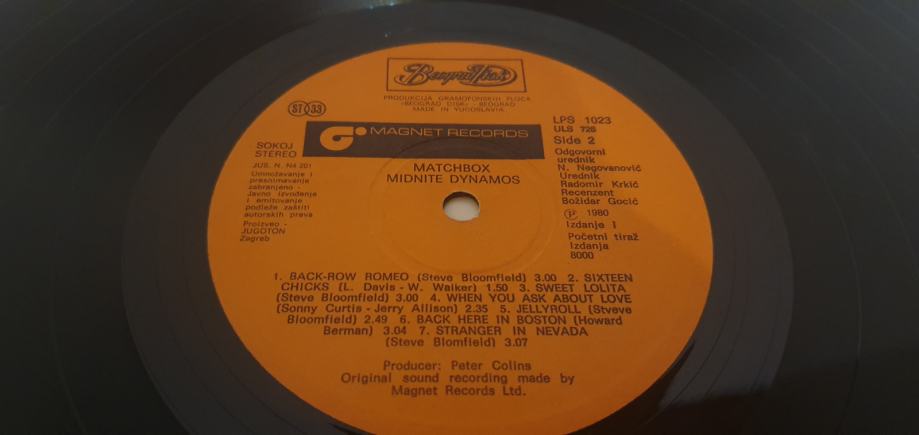 Beograd Disk
PRODUKCIJA GRAMOFONSKIH PLOČA
«BEOGRAD DISK» - BEOGRAD
MADE IN YUGOSLAVIA
ST 33
MAGNET RECORDS
SOKOJ
STEREO
JUS. N. N4 201
Umnožavanje i
presnimavanje
zabranjeno -
Javno izvođenje
i emitovanje
podleže zaštiti
autorskih prava
Proizveo -
JUGOTON
Zagreb
MATCHBOX
MIDNITE DYNAMOS
LPS 1023
ULS 726
Side 2
Odgovorni
urednik
N. Negovanović
Urednik
Radomir Krkić
Recenzent
Božidar Gocić
Ⓟ 1980
Izdanje I
Početni tiraž
Izdanja
8000
1. BACK-ROW ROMEO (Steve Bloomfield) 3.00 2. SIXTEEN
CHICKS (L. Davis - W. Walker) 1.50 3. SWEET LOLITA
(Steve Bloomfield) 3.00 4. WHEN YOU ASK ABOUT LOVE
(Sonny Curtis - Jerry Allison) 2.35 5. JELLYROLL (Stveve
Bloomfield) 2.49 6. BACK HERE IN BOSTON (Howard
Berman) 3.04 7. STRANGER IN NEVADA
(Steve Blomfield) 3.07
Producer: Peter Colins
Original sound recording made by
Magnet Records Ltd.